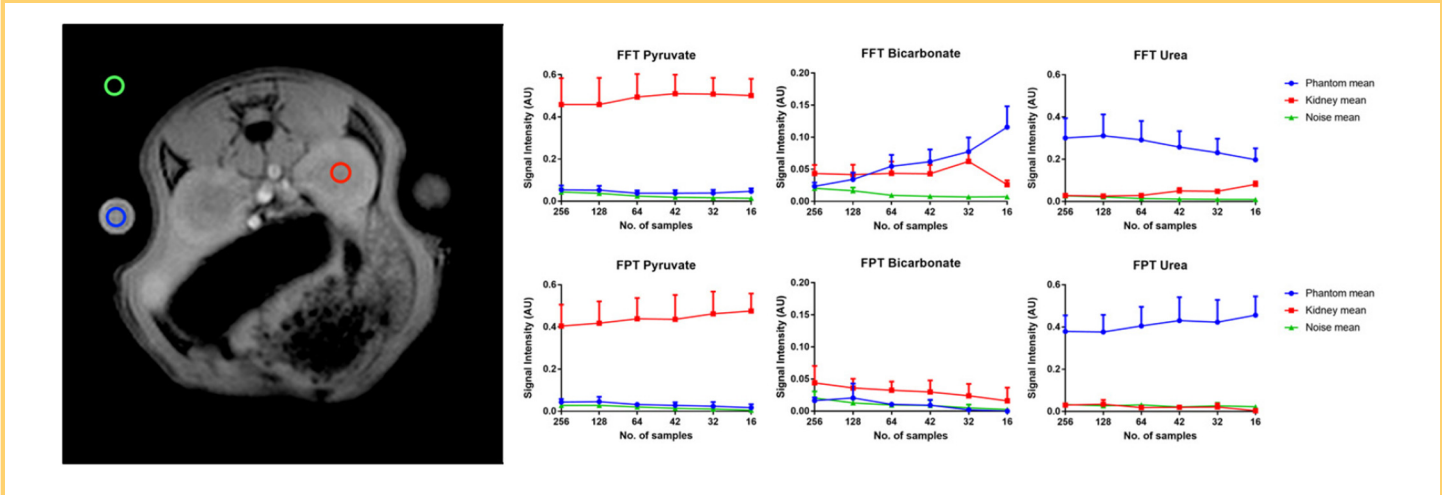 FFT Pyruvate
Signal Intensity (AU)
0.6
0.4
0.2
0.0
256 128 64 42 32 16
No. of samples
FFT Bicarbonate
Signal Intensity (AU)
0.20
0.15
0.10
0.05
0.00
256 128 64 42 32 16
No. of samples
FFT Urea
Signal Intensity (AU)
0.6
0.4
0.2
0.0
256 128 64 42 32 16
No. of samples
Phantom mean
Kidney mean
Noise mean
FPT Pyruvate
Signal Intensity (AU)
0.6
0.4
0.2
0.0
256 128 64 42 32 16
No. of samples
FPT Bicarbonate
Signal Intensity (AU)
0.20
0.15
0.10
0.05
0.00
256 128 64 42 32 16
No. of samples
FPT Urea
Signal Intensity (AU)
0.6
0.4
0.2
0.0
256 128 64 42 32 16
No. of samples
Phantom mean
Kidney mean
Noise mean